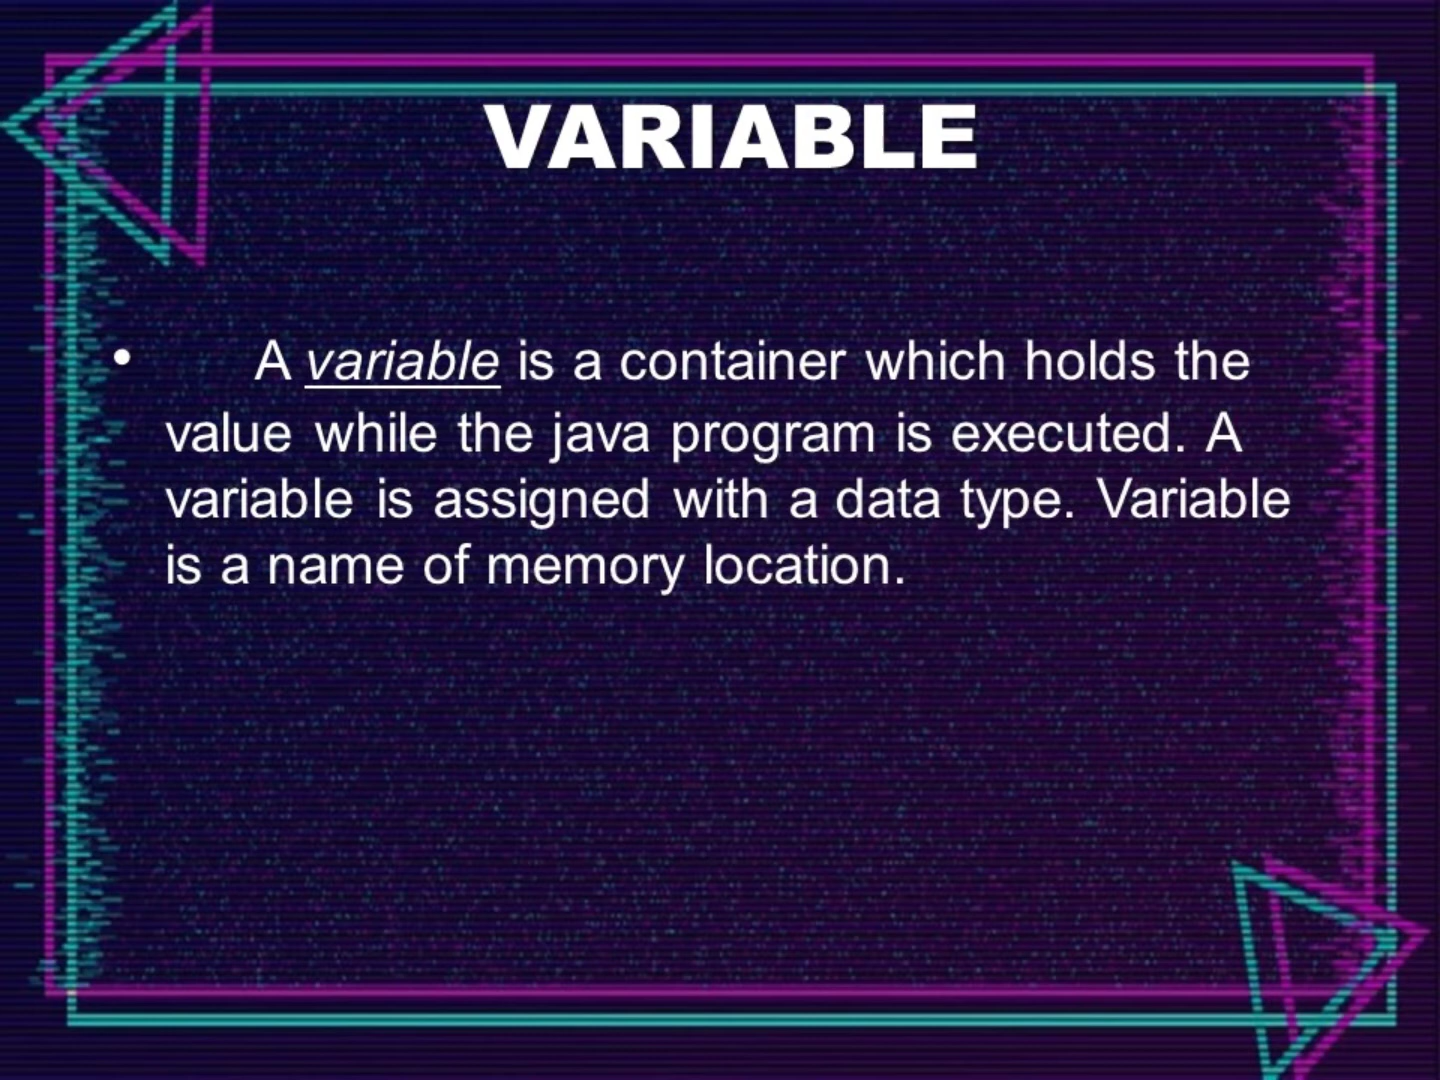 VARIABLE
• A variable is a container which holds the
value while the java program is executed. A
variable is assigned with a data type. Variable
is a name of memory location.